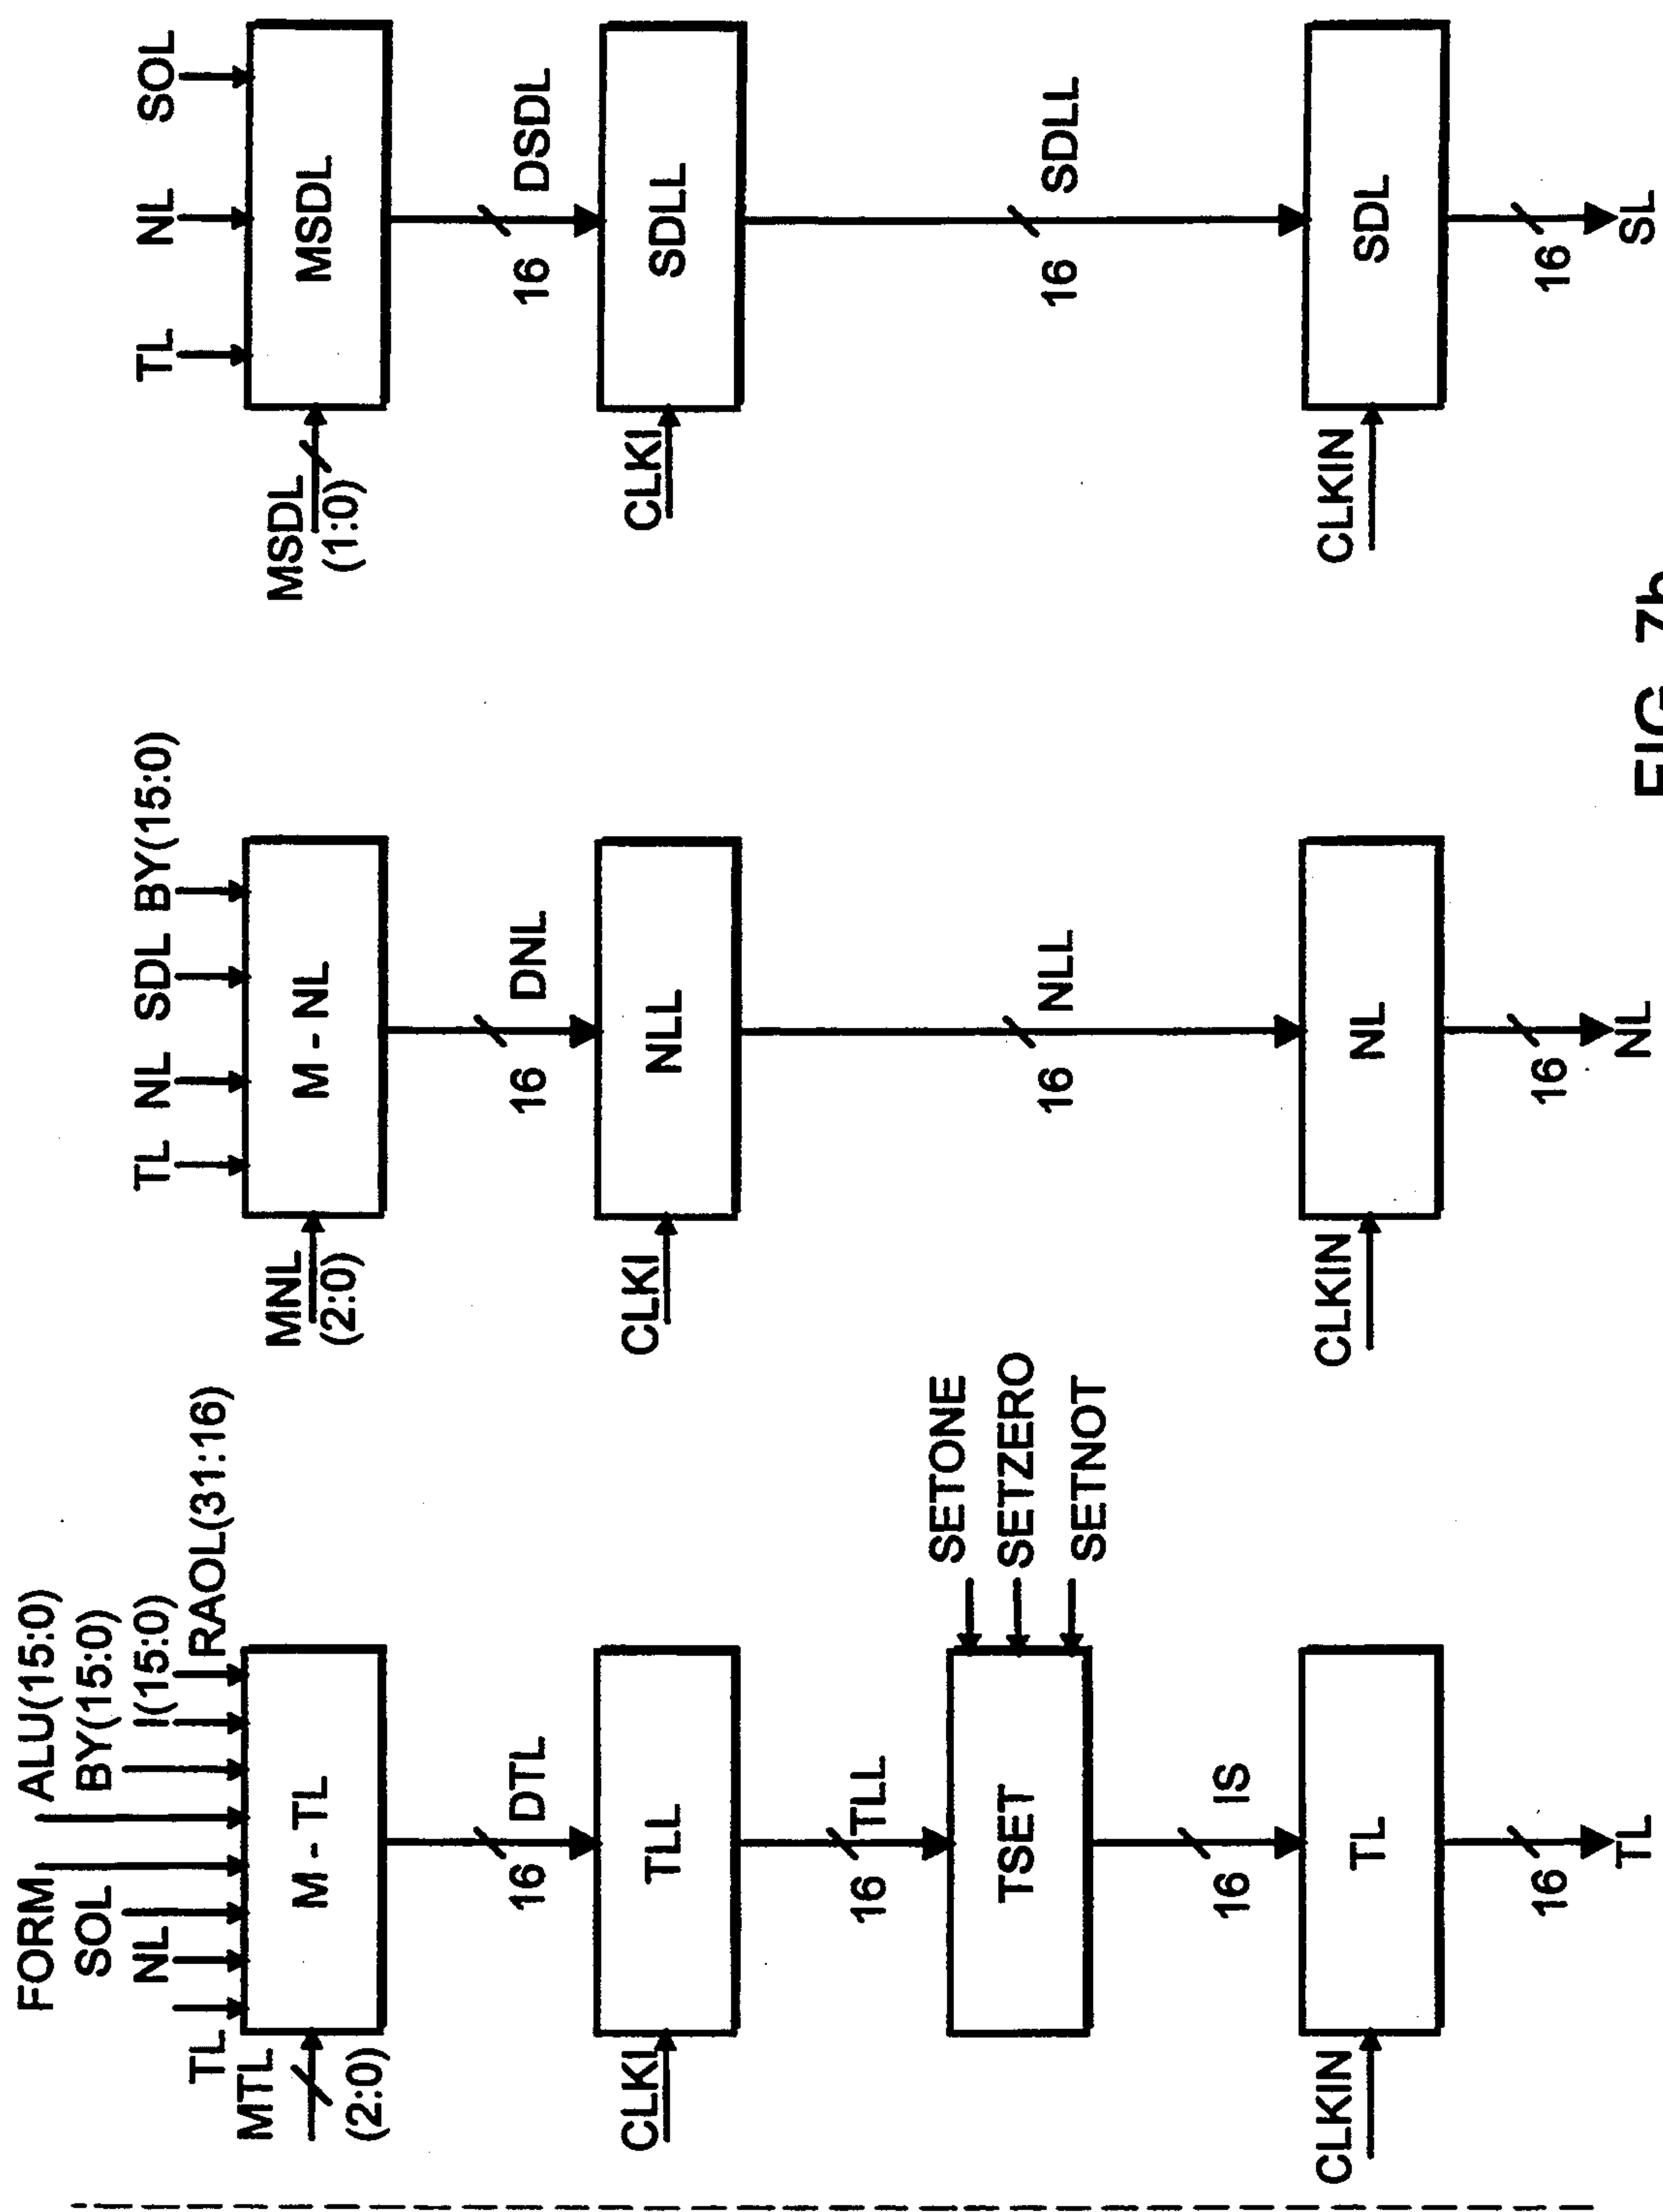 FORM
ALU(15:0)
SOL
BY(15:0)
NL
I(15:0)
TL
RAOL(31:16)
MTL
(2:0)
M - TL
16
DTL
CLKI
TLL
16
TLL
SETONE
SETZERO
SETNOT
TSET
16
IS
CLKIN
TL
16
TL
TL
NL
SDL
BY(15:0)
MNL
(2:0)
M - NL
16
DNL
CLKI
NLL
16
NLL
CLKIN
NL
16
NL
TL
NL
SOL
MSDL
(1:0)
MSDL
16
DSDL
CLKI
SDLL
16
SDLL
CLKIN
SDL
16
SL
FIG. 7b